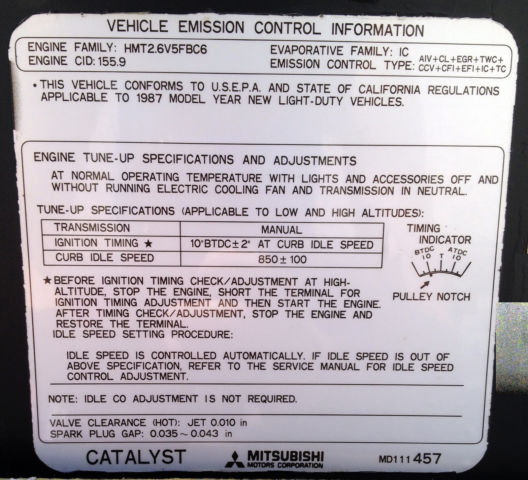 VEHICLE EMISSION CONTROL INFORMATION
ENGINE FAMILY: HMT2.6V5FBC6 EVAPORATIVE FAMILY: IC
ENGINE CID: 155.9 EMISSION CONTROL TYPE: AIV+CL+EGR+TWC+
CCV+CFI+EFI+IC+TC
•THIS VEHICLE CONFORMS TO U.S.E.P.A. AND STATE OF CALIFORNIA REGULATIONS
APPLICABLE TO 1987 MODEL YEAR NEW LIGHT-DUTY VEHICLES.
ENGINE TUNE-UP SPECIFICATIONS AND ADJUSTMENTS
AT NORMAL OPERATING TEMPERATURE WITH LIGHTS AND ACCESSORIES OFF AND
WITHOUT RUNNING ELECTRIC COOLING FAN AND TRANSMISSION IN NEUTRAL.
TUNE-UP SPECIFICATIONS (APPLICABLE TO LOW AND HIGH ALTITUDES):
TRANSMISSION MANUAL
IGNITION TIMING ★ 10°BTDC±2° AT CURB IDLE SPEED
CURB IDLE SPEED 850±100
TIMING
INDICATOR
BTDC ATDC
10 T 10
PULLEY NOTCH
★BEFORE IGNITION TIMING CHECK/ADJUSTMENT AT HIGH-
ALTITUDE, STOP THE ENGINE, SHORT THE TERMINAL FOR
IGNITION TIMING ADJUSTMENT AND THEN START THE ENGINE.
AFTER TIMING CHECK/ADJUSTMENT, STOP THE ENGINE AND
RESTORE THE TERMINAL.
IDLE SPEED SETTING PROCEDURE:
IDLE SPEED IS CONTROLLED AUTOMATICALLY. IF IDLE SPEED IS OUT OF
ABOVE SPECIFICATION, REFER TO THE SERVICE MANUAL FOR IDLE SPEED
CONTROL ADJUSTMENT.
NOTE: IDLE CO ADJUSTMENT IS NOT REQUIRED.
VALVE CLEARANCE (HOT): JET 0.010 in
SPARK PLUG GAP: 0.035~0.043 in
CATALYST MITSUBISHI MD111457
MOTORS CORPORATION